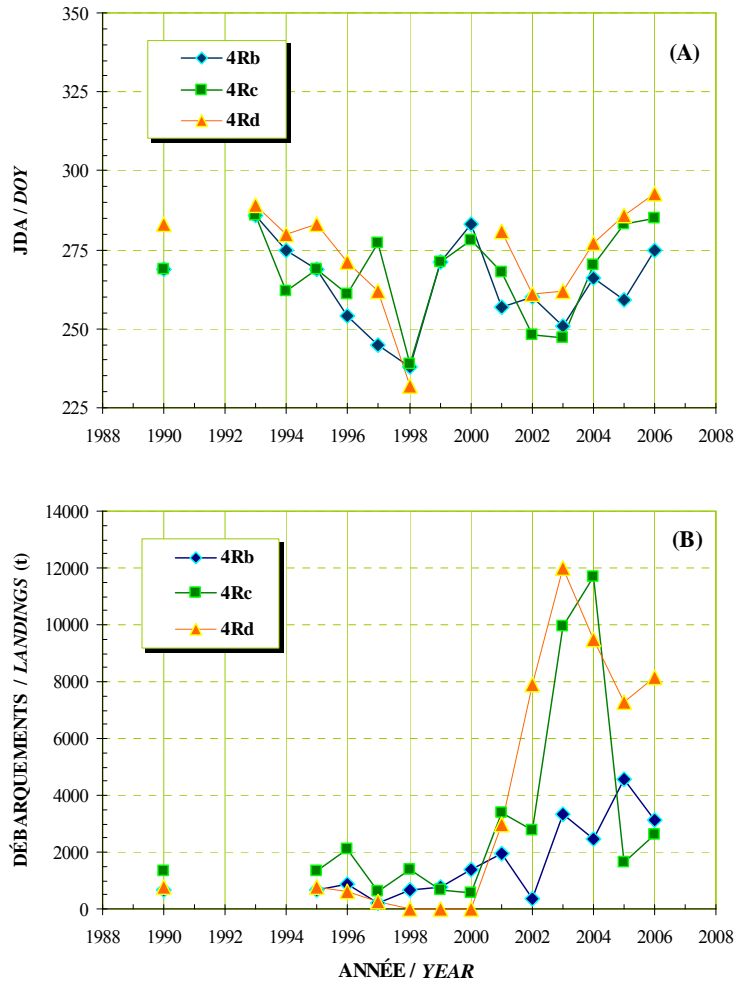 350
325
300
275
250
225
JDA / DOY
4Rb
4Rc
4Rd
(A)
1988 1990 1992 1994 1996 1998 2000 2002 2004 2006 2008
14000
12000
10000
8000
6000
4000
2000
0
DÉBARQUEMENTS / LANDINGS (t)
4Rb
4Rc
4Rd
(B)
1988 1990 1992 1994 1996 1998 2000 2002 2004 2006 2008
ANNÉE / YEAR